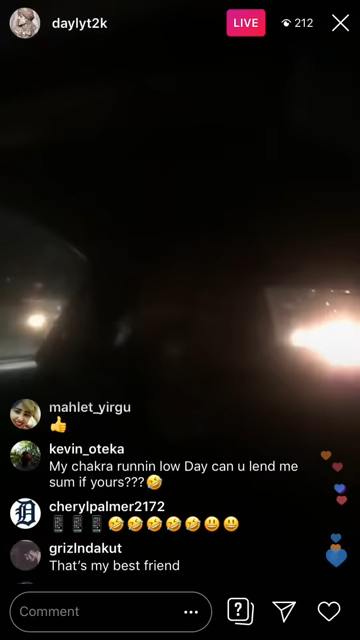 daylyt2k
LIVE
212
mahlet_yirgu
👍
kevin_oteka
My chakra runnin low Day can u lend me
sum if yours???🤣
cherylpalmer2172
📱📱📱🤣🤣🤣🤣🤣😃😃
grizlndakut
That's my best friend
Comment